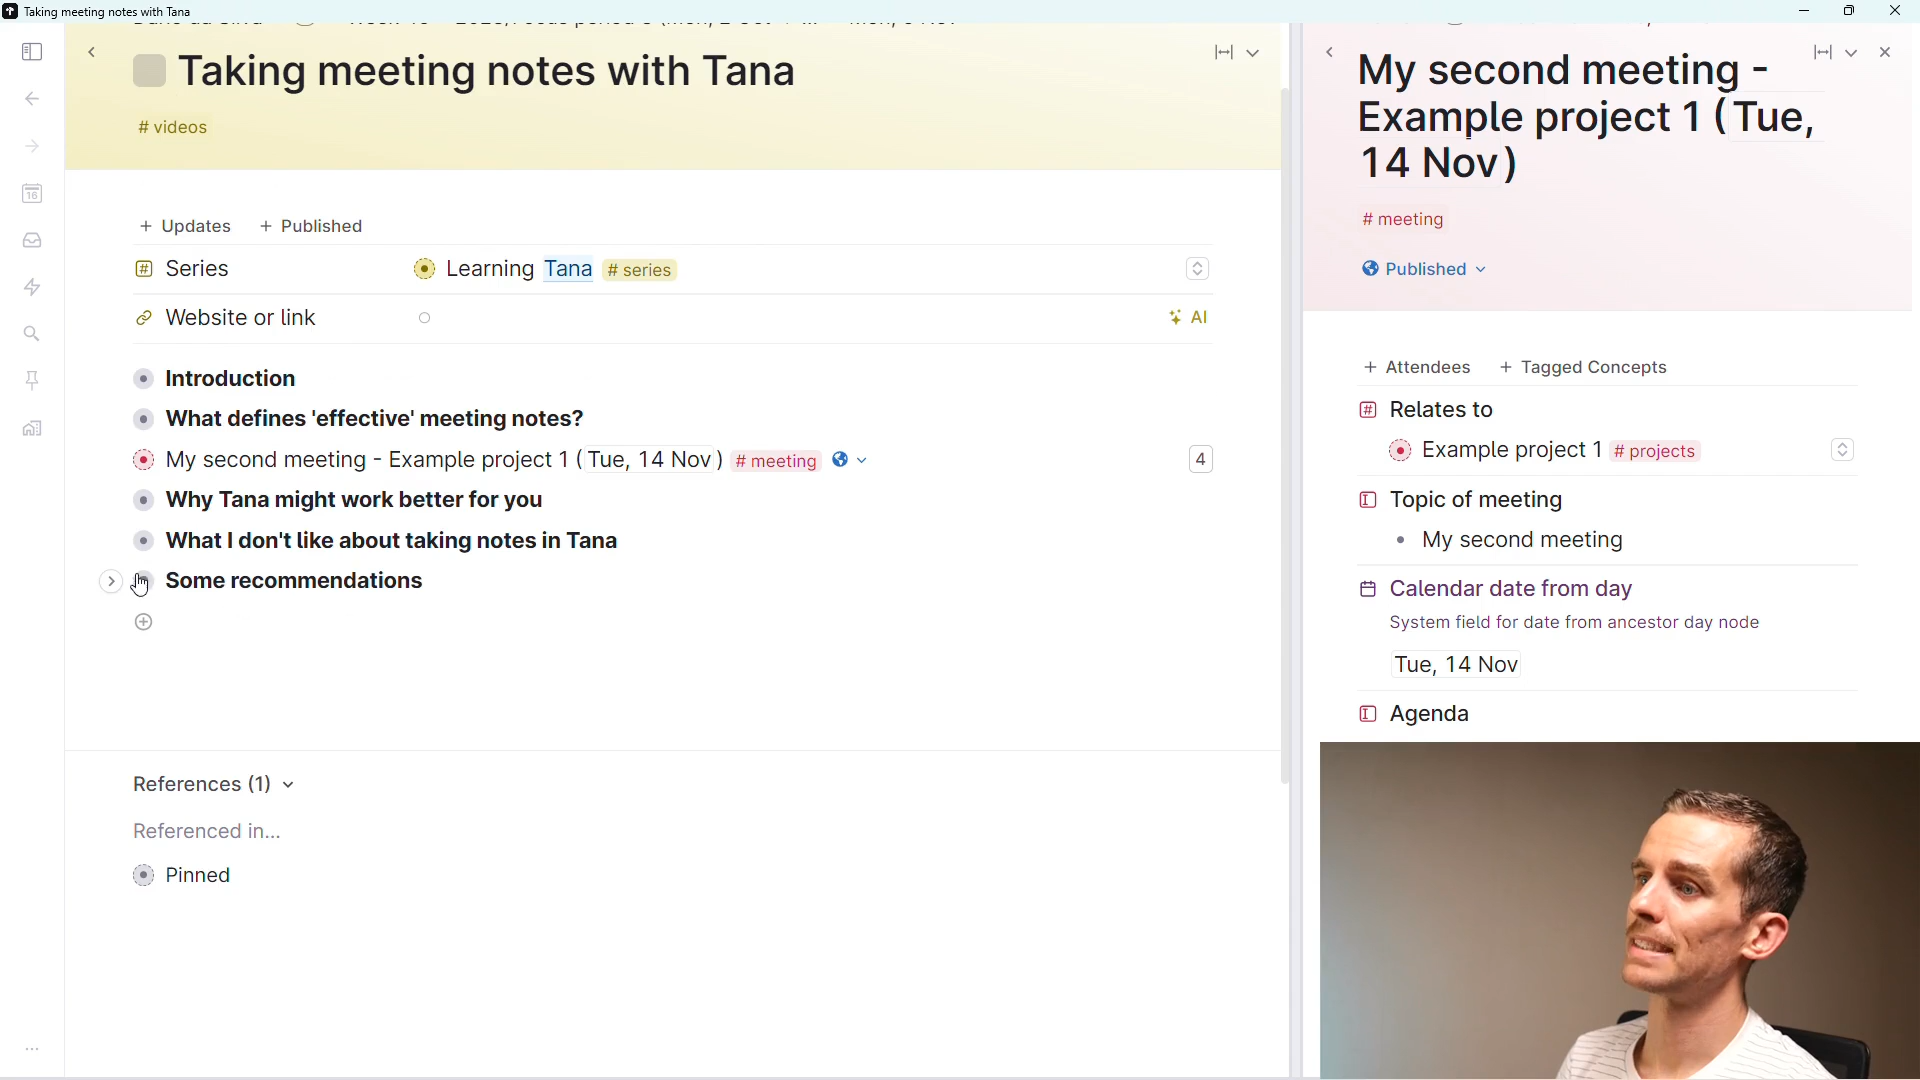 Taking meeting notes with Tana
Taking meeting notes with Tana
# videos
+ Updates + Published
Series Learning Tana # series
Website or link AI
Introduction
What defines 'effective' meeting notes?
My second meeting - Example project 1 (Tue, 14 Nov) # meeting 4
Why Tana might work better for you
What I don't like about taking notes in Tana
Some recommendations
References (1)
Referenced in...
Pinned
16
My second meeting -
Example project 1 (Tue,
14 Nov)
# meeting
Published
+ Attendees + Tagged Concepts
Relates to
Example project 1 # projects
Topic of meeting
My second meeting
Calendar date from day
System field for date from ancestor day node
Tue, 14 Nov
Agenda